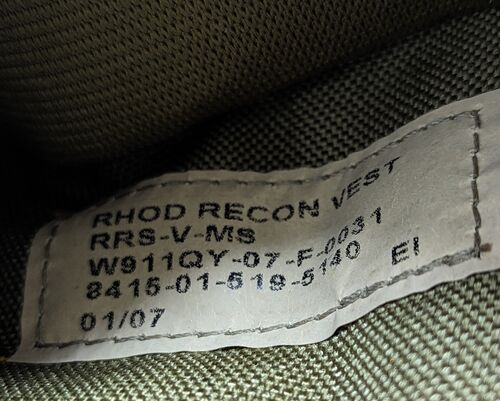 RHOD RECON VEST
RRS-V-MS
W911QY-07-F-0031
8415-01-519-5140 EI
01/07